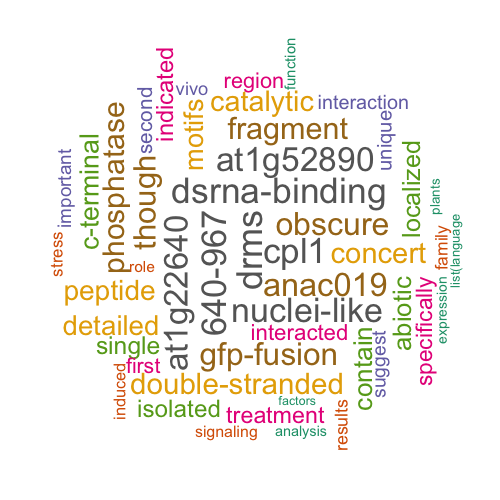 function
region
vivo
catalytic
interaction
indicated
motifs
fragment
second
unique
phosphatase
though
at1g52890
important
c-terminal
dsrna-binding
localized
plants
obscure
drms
cpl1
concert
family
list(language
stress
role
at1g22640
640-967
anac019
expression
peptide
nuclei-like
abiotic
specifically
detailed
interacted
single
first
gfp-fusion
contain
suggest
double-stranded
induced
isolated
treatment
factors
signaling
analysis
results